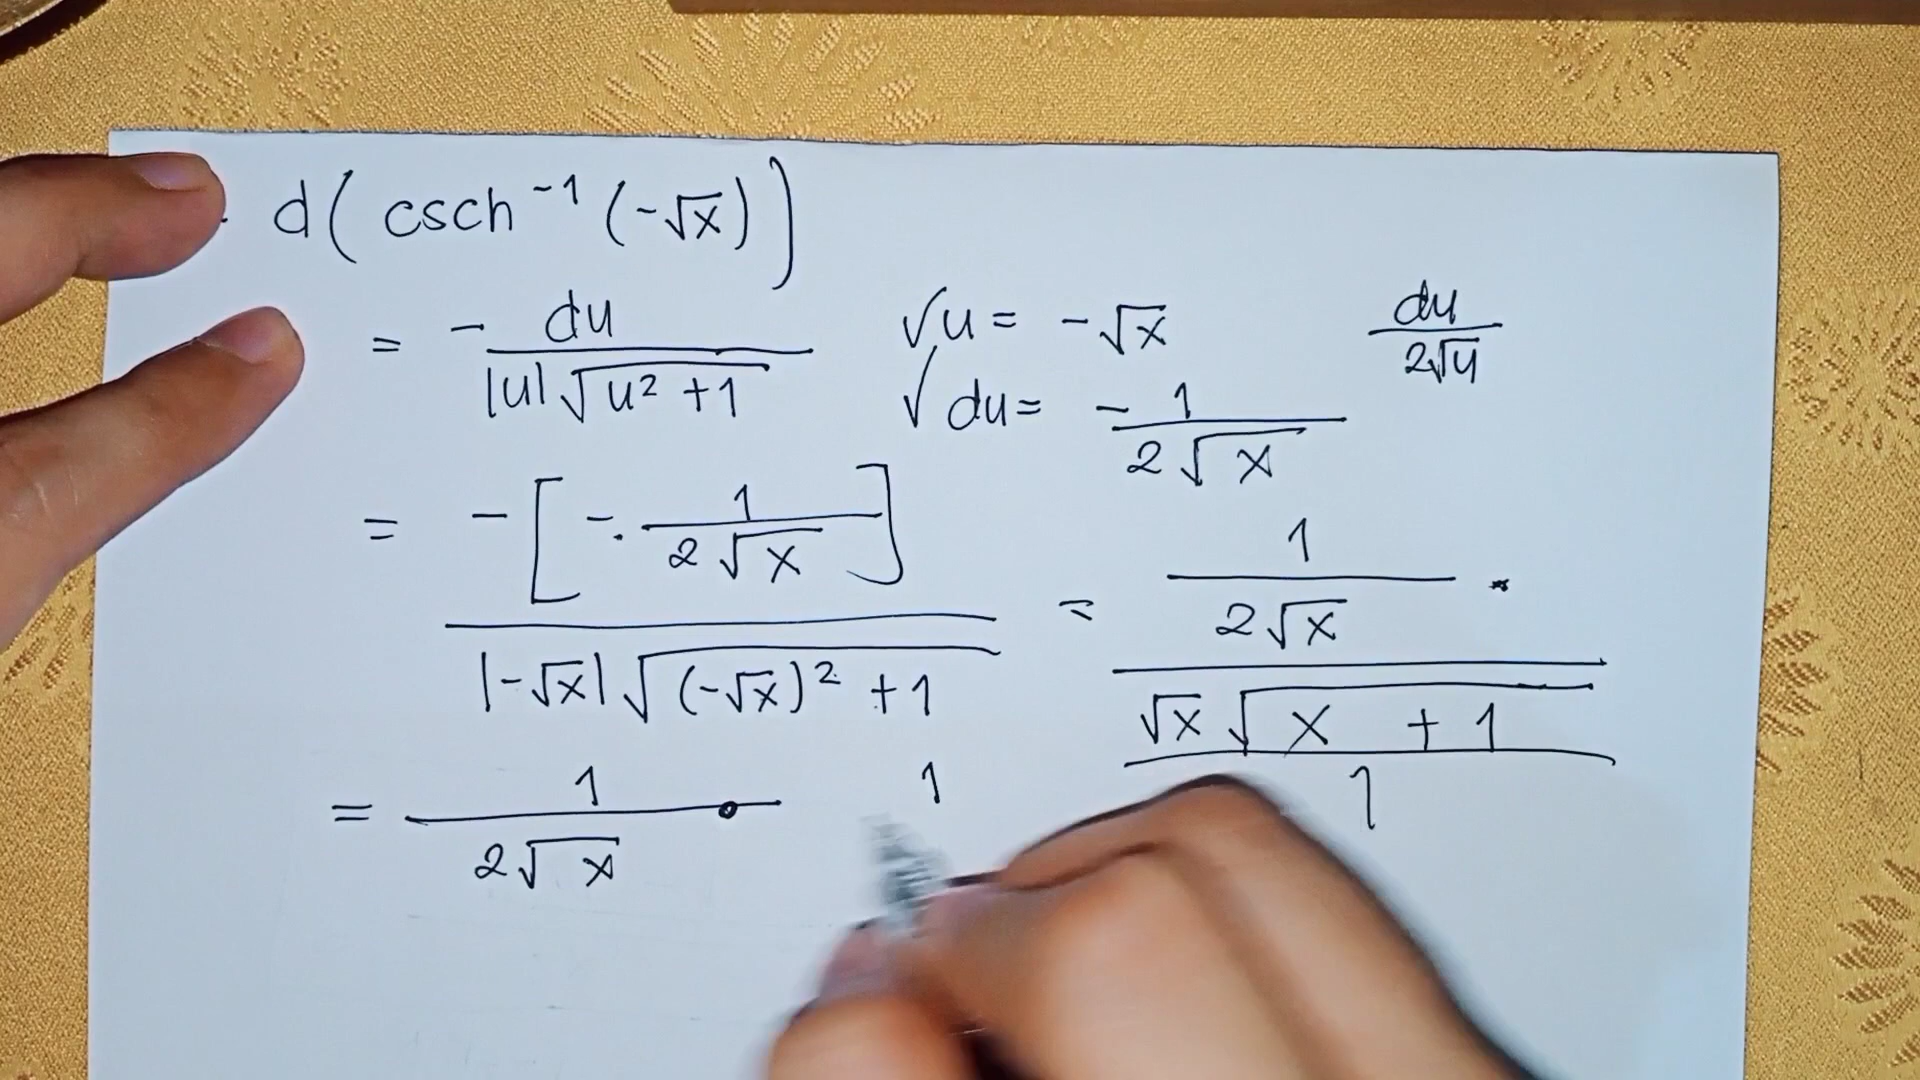 d(csch⁻¹(-√x))
= - du / |u|√(u² + 1)
√u = -√x
du / 2√u
√du = - 1 / 2√x
= -[- 1 / 2√x] / |-√x|√((-√x)² + 1)
= 1 / 2√x · / √x√(x + 1) / 1
= 1 / 2√x · 1